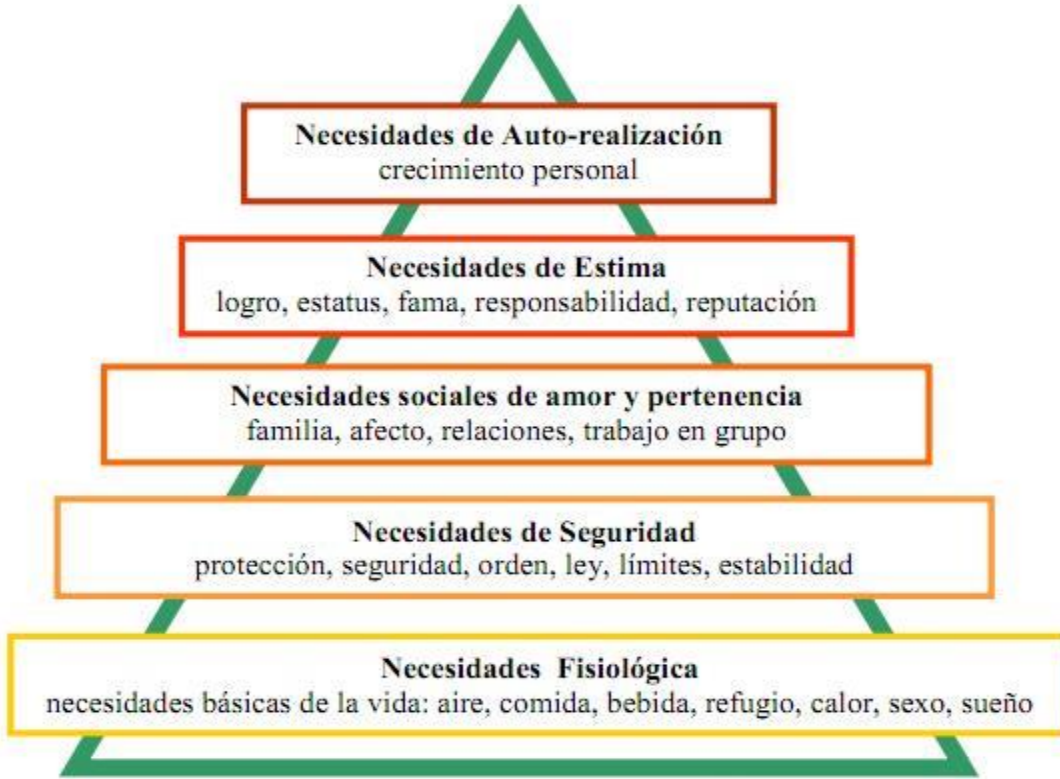 Necesidades de Auto-realización
crecimiento personal
Necesidades de Estima
logro, estatus, fama, responsabilidad, reputación
Necesidades sociales de amor y pertenencia
familia, afecto, relaciones, trabajo en grupo
Necesidades de Seguridad
protección, seguridad, orden, ley, límites, estabilidad
Necesidades Fisiológica
necesidades básicas de la vida: aire, comida, bebida, refugio, calor, sexo, sueño